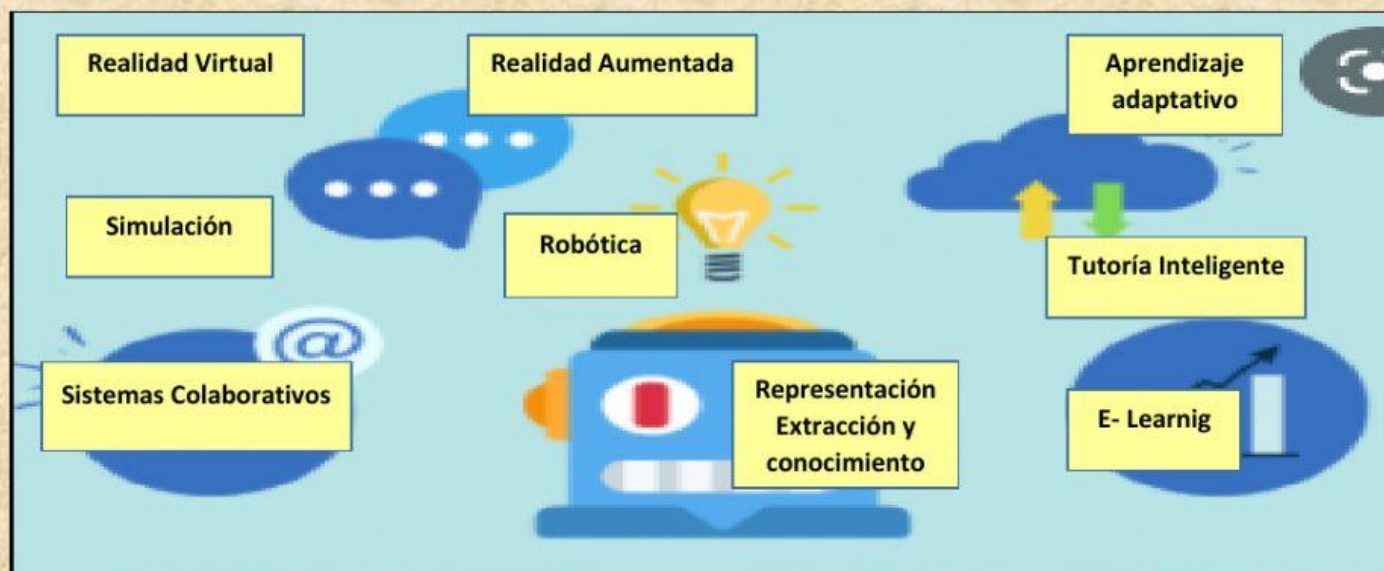 Realidad Virtual
Realidad Aumentada
Aprendizaje
adaptativo
Simulación
Robótica
Tutoría Inteligente
@
Sistemas Colaborativos
Representación
Extracción y
conocimiento
E- Learnig